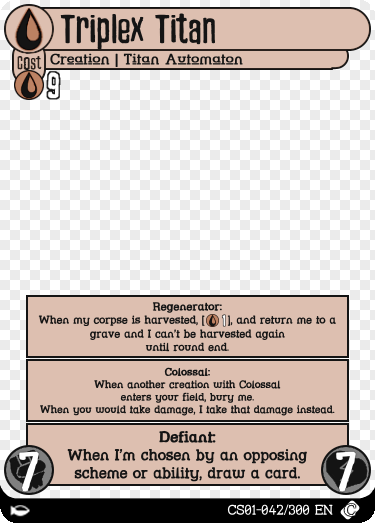 Triplex Titan
Cost
Creation | Titan Automaton
9
Regenerator:
When my corpse is harvested, [1], and return me to a
grave and I can't be harvested again
until round end.
Colossal:
When another creation with Colossal
enters your field, bury me.
When you would take damage, I take that damage instead.
Defiant:
When I'm chosen by an opposing
scheme or ability, draw a card.
7
7
CS01-042/300 EN